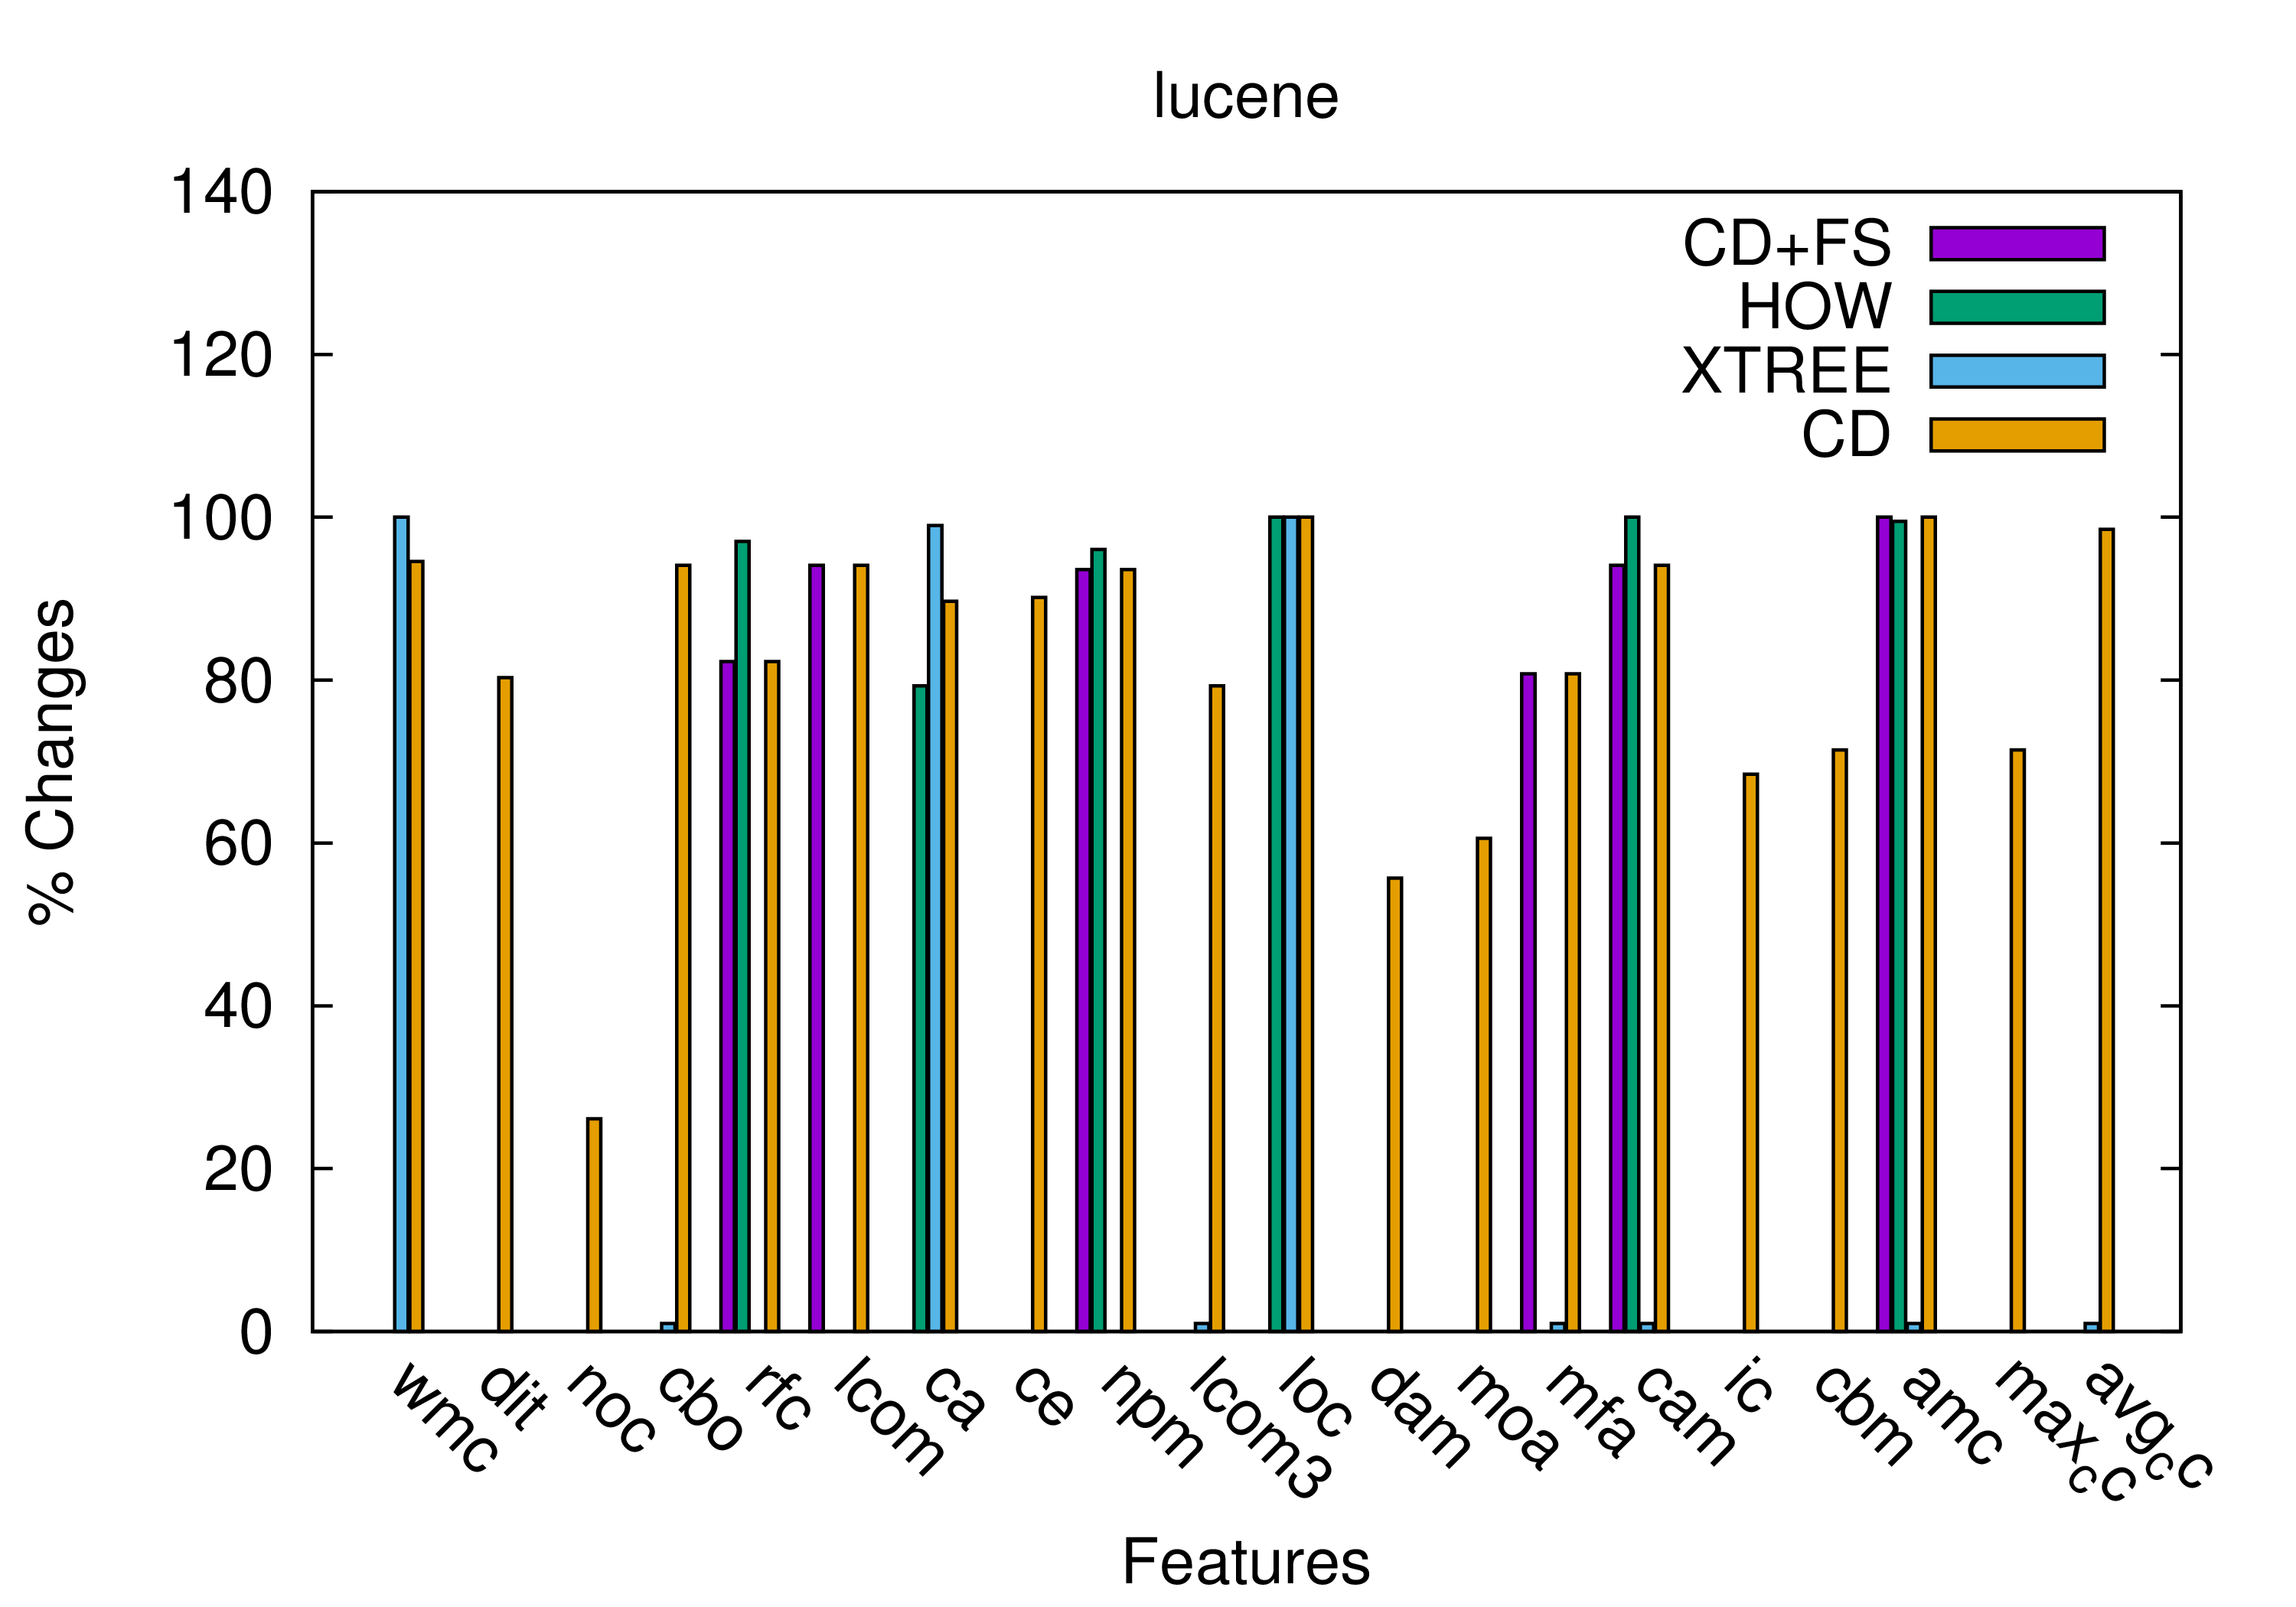 lucene
140
120
100
80
60
40
20
0
% Changes
CD+FS
HOW
XTREE
CD
wmc
dit
noc
cbo
rfc
lcom
ca
ce
npm
lcom3
loc
dam
moa
mfa
cam
ic
cbm
amc
max_cc
avg_cc
Features